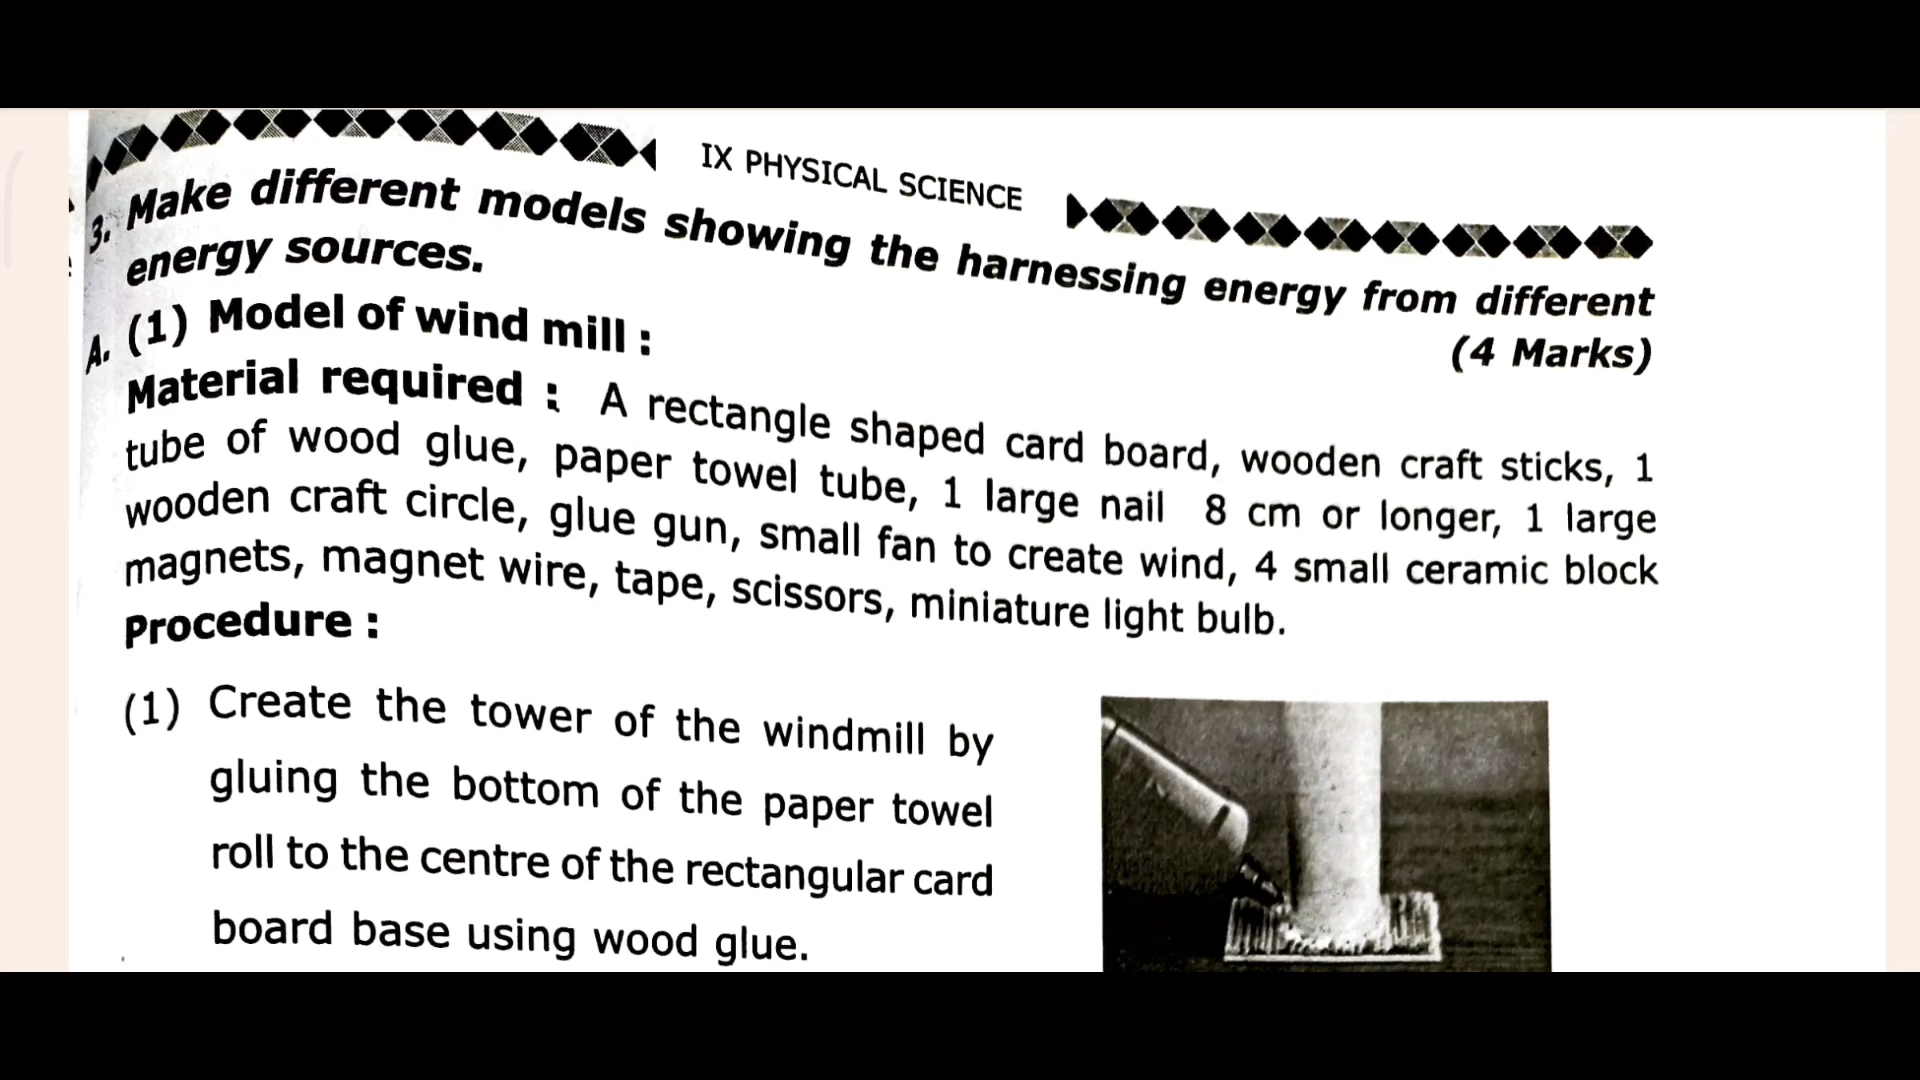 IX PHYSICAL SCIENCE
3. Make different models showing the harnessing energy from different
energy sources.
(4 Marks)
A. (1) Model of wind mill :
Material required : A rectangle shaped card board, wooden craft sticks, 1
tube of wood glue, paper towel tube, 1 large nail 8 cm or longer, 1 large
wooden craft circle, glue gun, small fan to create wind, 4 small ceramic block
magnets, magnet wire, tape, scissors, miniature light bulb.
Procedure :
(1) Create the tower of the windmill by
gluing the bottom of the paper towel
roll to the centre of the rectangular card
board base using wood glue.